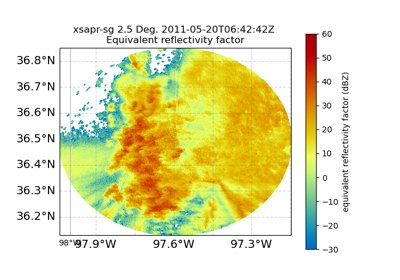 xsapr-sg 2.5 Deg. 2011-05-20T06:42:42Z
Equivalent reflectivity factor
36.8°N
36.7°N
36.6°N
36.5°N
36.4°N
36.3°N
36.2°N
98°W
97.9°W
97.6°W
97.3°W
60
50
40
30
20
10
0
−10
−20
−30
equivalent reflectivity factor (dBZ)